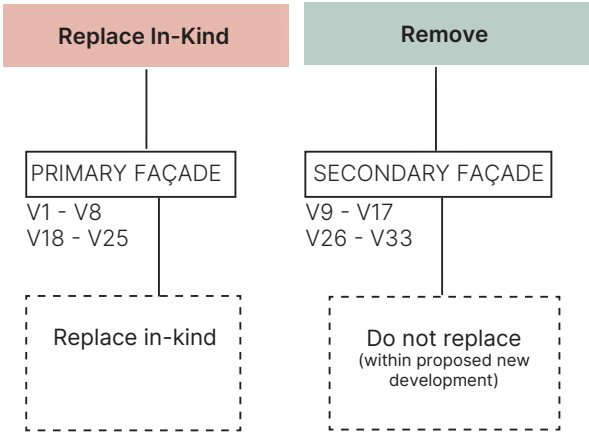 Replace In-Kind
Remove
PRIMARY FAÇADE
V1 - V8
V18 - V25
SECONDARY FAÇADE
V9 - V17
V26 - V33
Replace in-kind
Do not replace
(within proposed new
development)